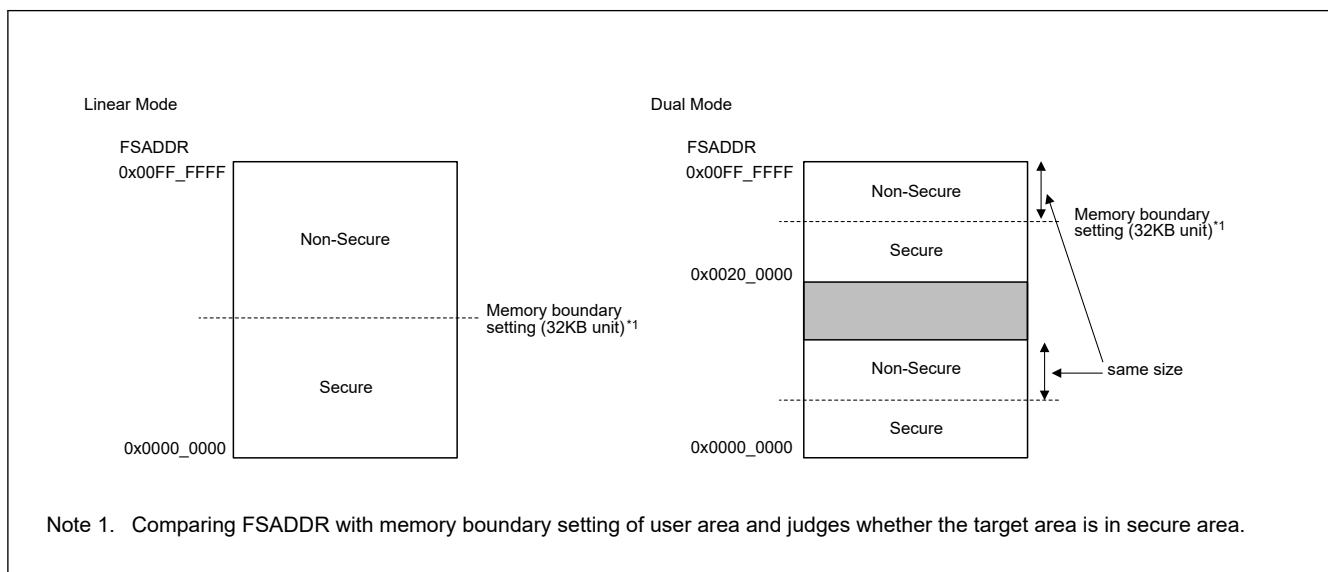 Linear Mode
FSADDR
0x00FF_FFFF
Non-Secure
Memory boundary
setting (32KB unit)*1
Secure
0x0000_0000
Dual Mode
FSADDR
0x00FF_FFFF
Non-Secure
Memory boundary
setting (32KB unit)*1
Secure
0x0020_0000
Non-Secure
same size
Secure
0x0000_0000
Note 1. Comparing FSADDR with memory boundary setting of user area and judges whether the target area is in secure area.